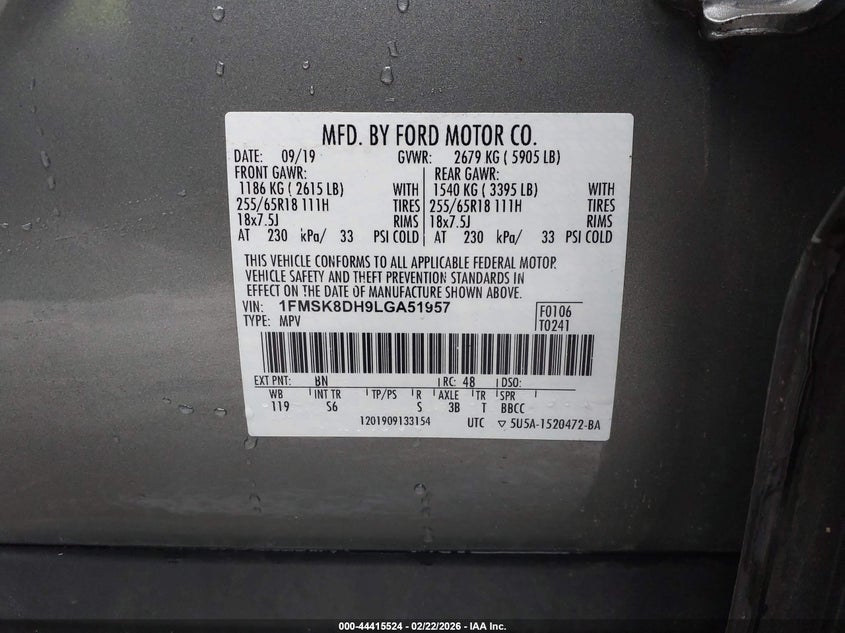 MFD. BY FORD MOTOR CO.
DATE: 09/19 GVWR: 2679 KG ( 5905 LB)
FRONT GAWR: REAR GAWR:
1186 KG ( 2615 LB) WITH 1540 KG ( 3395 LB) WITH
255/65R18 111H TIRES 255/65R18 111H TIRES
18x7.5J RIMS 18x7.5J RIMS
AT 230 kPa/ 33 PSI COLD AT 230 kPa/ 33 PSI COLD
THIS VEHICLE CONFORMS TO ALL APPLICABLE FEDERAL MOTOR
VEHICLE SAFETY AND THEFT PREVENTION STANDARDS IN
EFFECT ON THE DATE OF MANUFACTURE SHOWN ABOVE.
VIN: 1FMSK8DH9LGA51957 F0106
TYPE: MPV T0241
EXT PNT: BN RC: 48 DSO:
WB INT TR TP/PS R AXLE TR SPR
119 S6 S 3B T BBCC
1201909133154 UTC ▽ 5U5A-1520472-BA
000-44415524 - 02/22/2026 - IAA Inc.